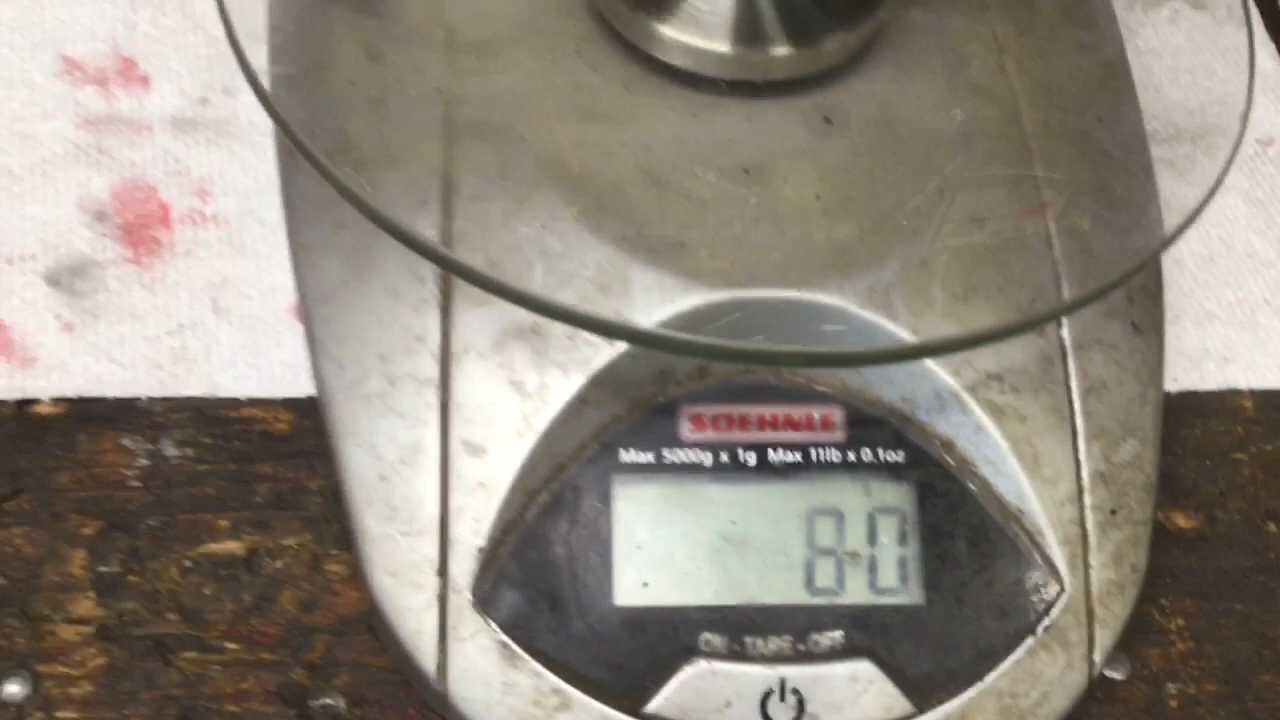 SOEHNLE
Max 5000g x 1g Max 11lb x 0.1oz
80
ON - TARE - OFF